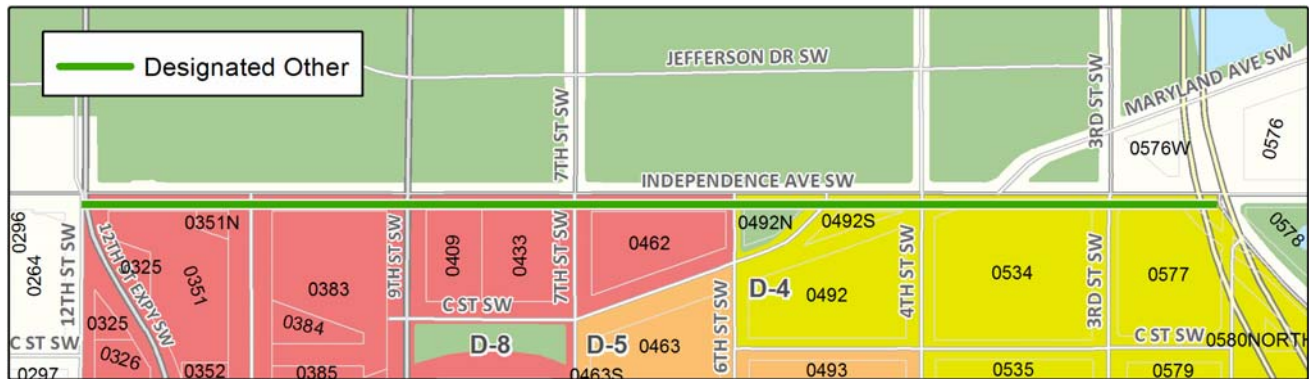 Designated Other
JEFFERSON DR SW
7TH ST SW
3RD ST SW
MARYLAND AVE SW
0576W
0576
INDEPENDENCE AVE SW
0296
0264
12TH ST SW
12TH ST EXPY SW
0351N
0325
0351
0383
9TH ST SW
0409
0433
7TH ST SW
0462
0492N
0492S
4TH ST SW
0534
3RD ST SW
0577
0578
D-4
0492
0325
0326
0384
C ST SW
C ST SW
0297
0352
0385
D-8
D-5
0463
0463S
6TH ST SW
0493
0535
C ST SW
0579
0580NORTH